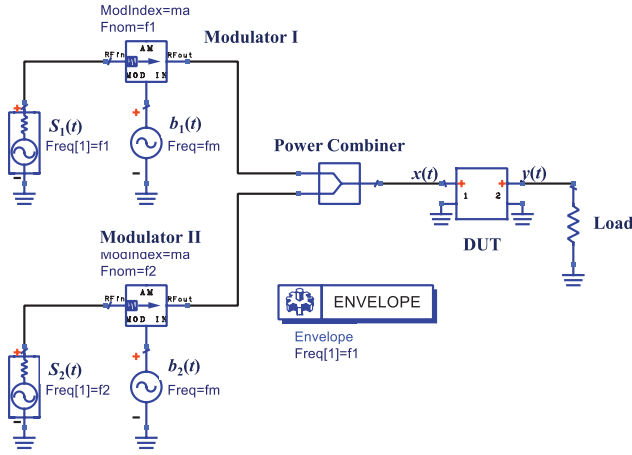 ModIndex=ma
Fnom=f1
Modulator I
AM
RFin
RFout
MOD IN
S1(t)
Freq[1]=f1
b1(t)
Freq=fm
Power Combiner
x(t)
y(t)
1
2
DUT
Load
Modulator II
ModIndex=ma
Fnom=f2
AM
RFin
RFout
MOD IN
S2(t)
Freq[1]=f2
b2(t)
Freq=fm
ENVELOPE
Envelope
Freq[1]=f1